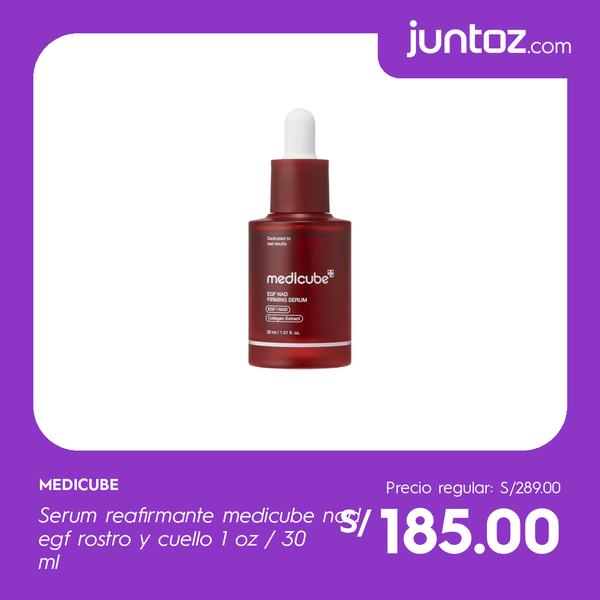 juntoz.com
Dedicated to
real results
medicube
EGF NAD
FIRMING SERUM
EGF | NAD
Collagen Extract
30 ml / 1.01 fl. oz.
MEDICUBE
Serum reafirmante medicube nad
egf rostro y cuello 1 oz / 30
ml
Precio regular: S/289.00
S/ 185.00